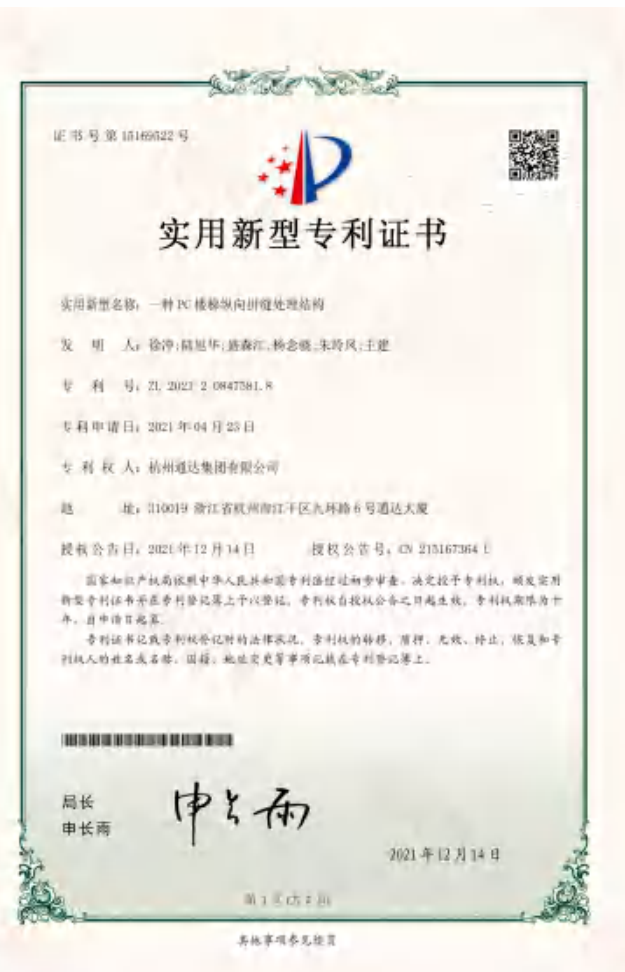 证书号第15169522号
实用新型专利证书
实用新型名称：一种PC楼梯纵向拼缝处理结构
发 明 人：徐冲;陆旭华;盛森江;杨念晓;朱玲凤;王建
专 利 号：ZL 2021 2 0847581.8
专利申请日：2021年04月23日
专 利 权 人：杭州通达集团有限公司
地 址：310019 浙江省杭州市江干区九环路6号通达大厦
授权公告日：2021年12月14日 授权公告号：CN 215167364 U
国家知识产权局依照中华人民共和国专利法经过初步审查，决定授予专利权，颁发实用
新型专利证书并在专利登记簿上予以登记。专利权自授权公告之日起生效。专利权期限为十
年，自申请日起算。
专利证书记载专利权登记时的法律状况。专利权的转移、质押、无效、终止、恢复和专
利权人的姓名或名称、国籍、地址变更等事项记载在专利登记簿上。
局长
申长雨
申长雨
2021年12月14日
第 1 页 (共 2 页)
其他事项参见续页